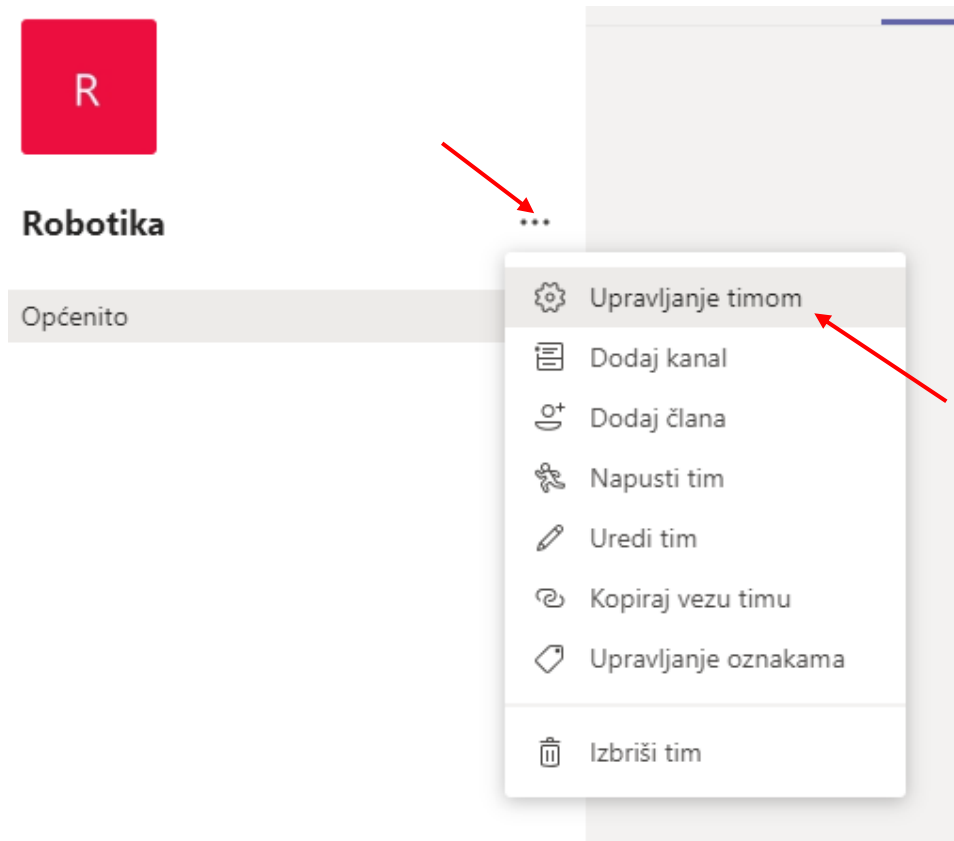 R
Robotika
...
Općenito
Upravljanje timom
Dodaj kanal
Dodaj člana
Napusti tim
Uredi tim
Kopiraj vezu timu
Upravljanje oznakama
Izbriši tim